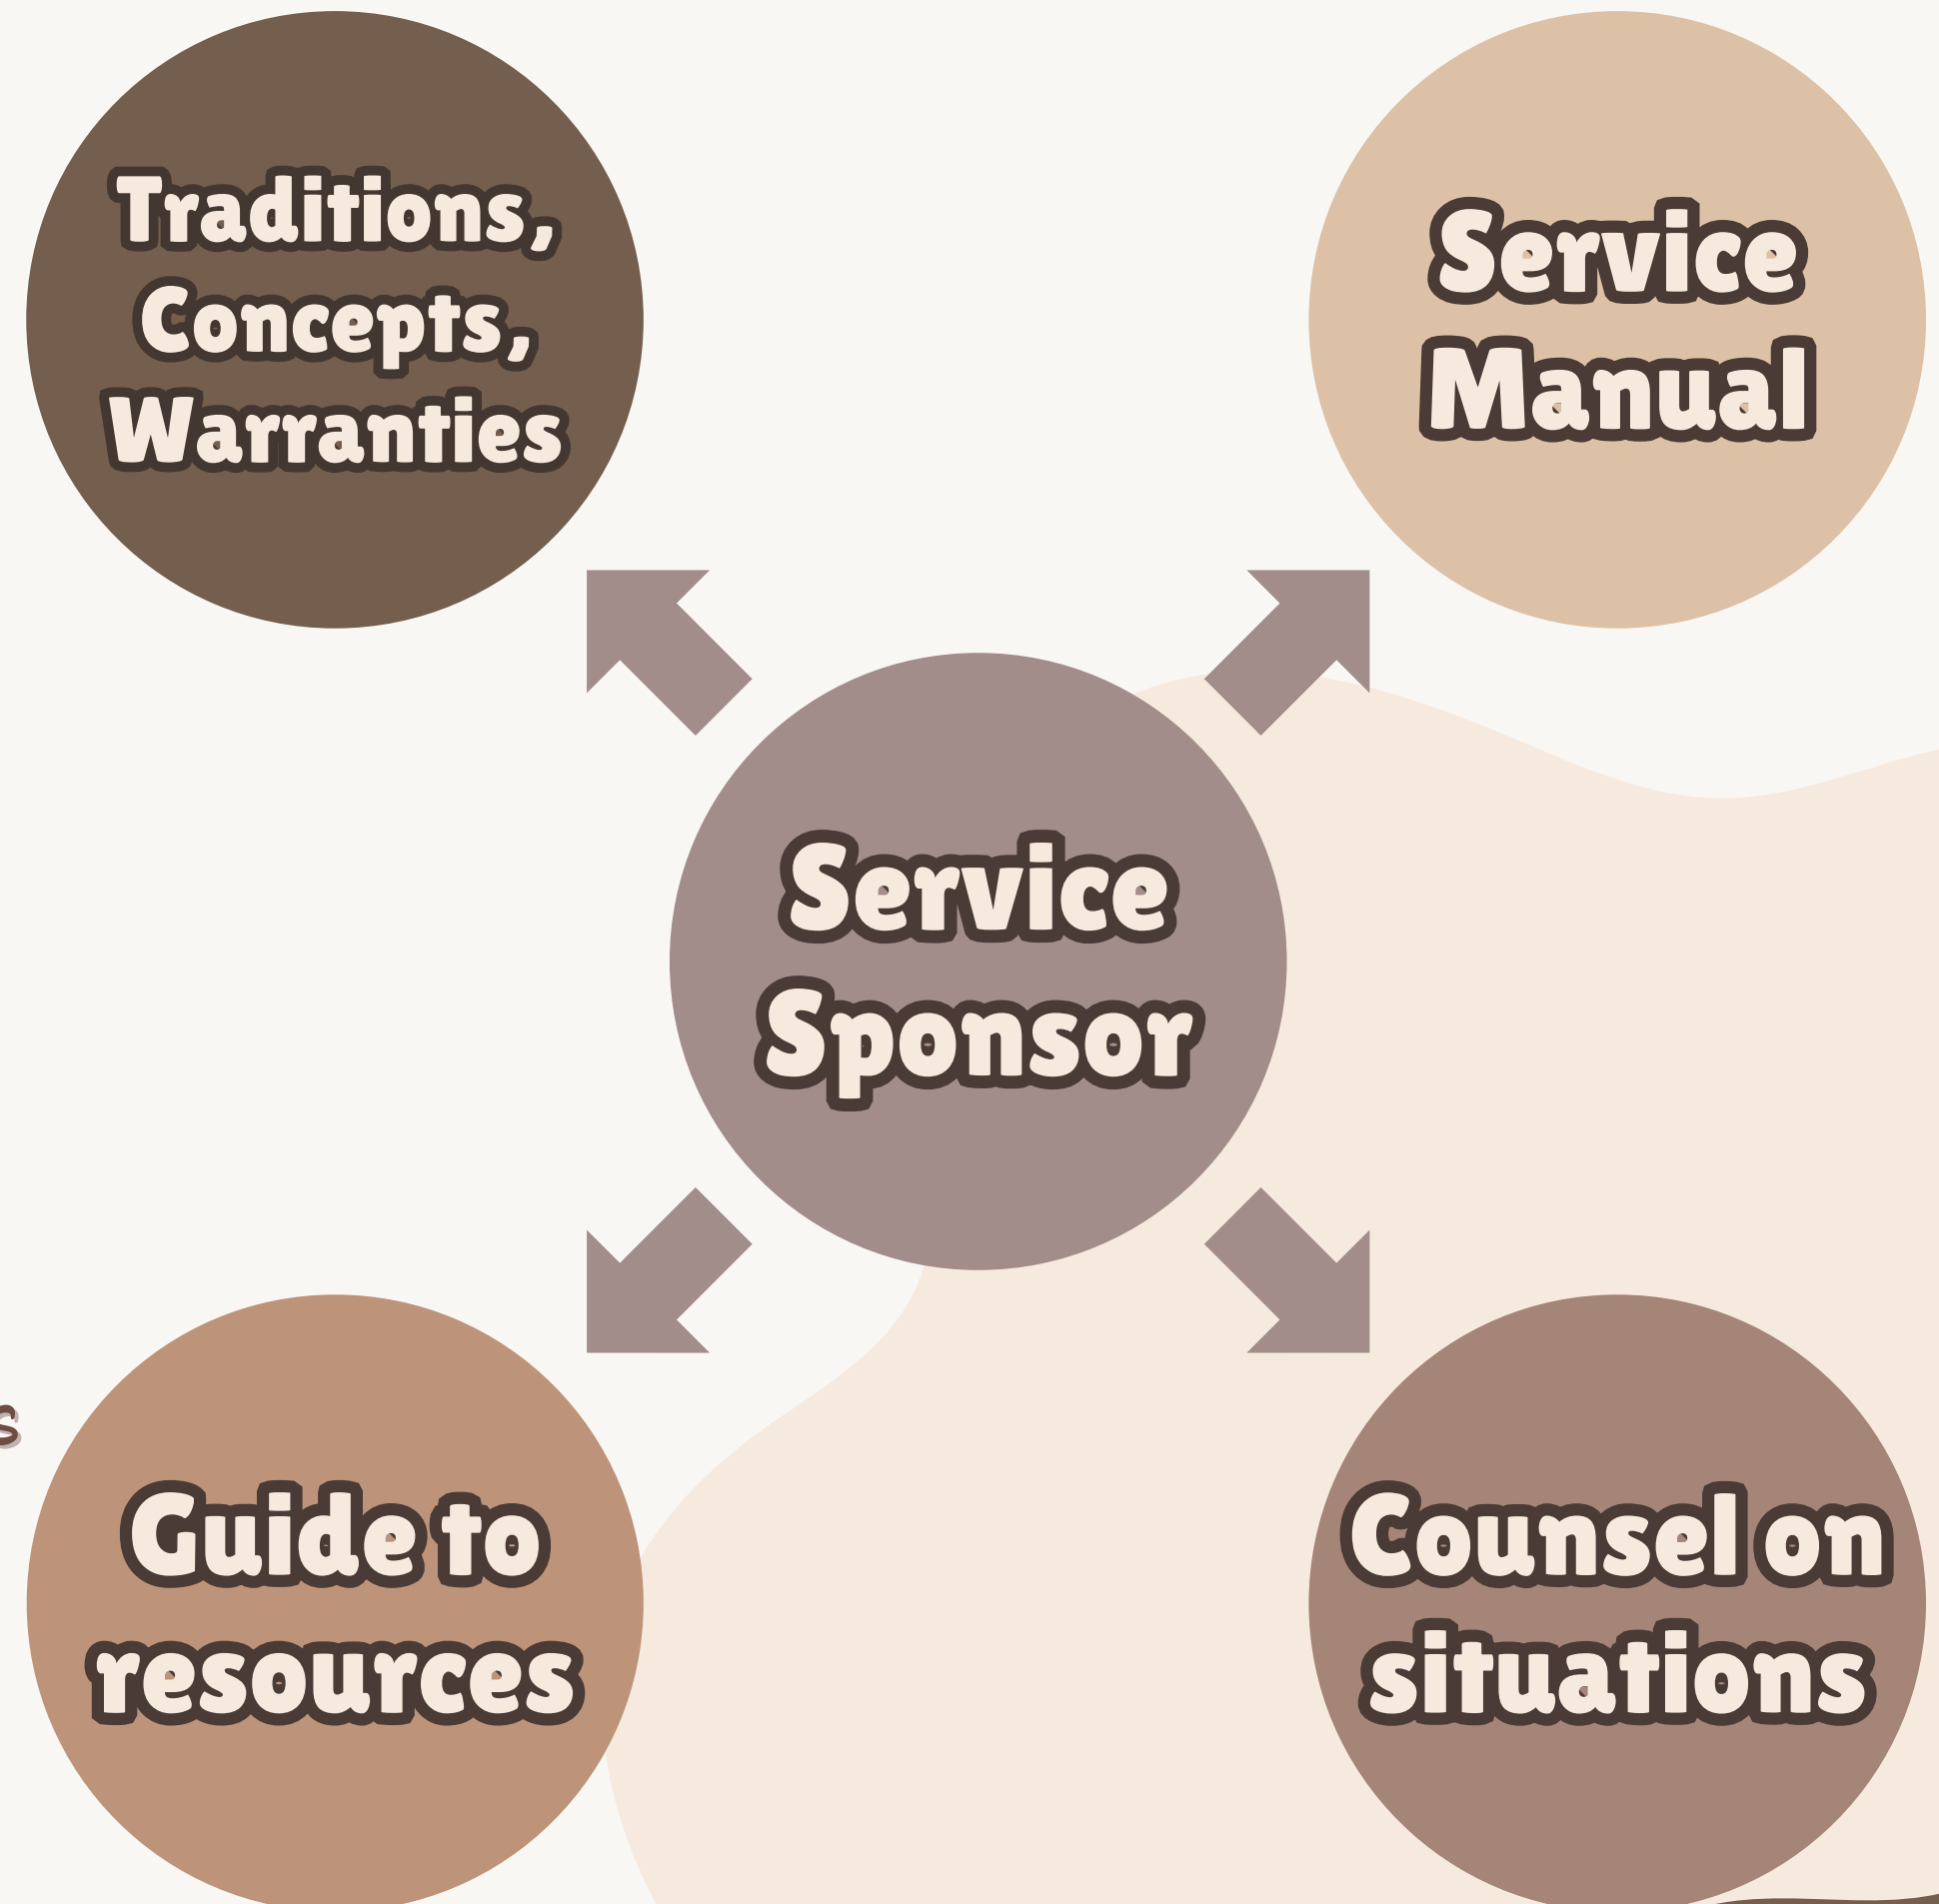 Traditions,
Concepts,
Warranties
Service
Manual
Service
Sponsor
Guide to
resources
Counsel on
situations